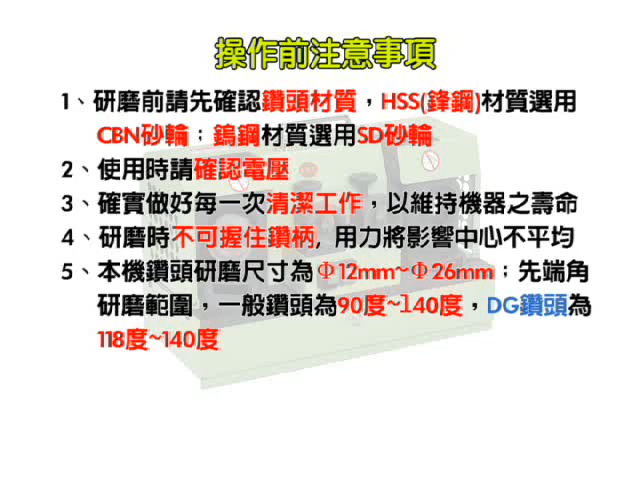 操作前注意事項
1、研磨前請先確認鑽頭材質，HSS(鋒鋼)材質選用
CBN砂輪；鎢鋼材質選用SD砂輪
2、使用時請確認電壓
3、確實做好每一次清潔工作，以維持機器之壽命
4、研磨時不可握住鑽柄, 用力將影響中心不平均
5、本機鑽頭研磨尺寸為Φ12mm~Φ26mm；先端角
研磨範圍，一般鑽頭為90度~140度，DG鑽頭為
118度~140度